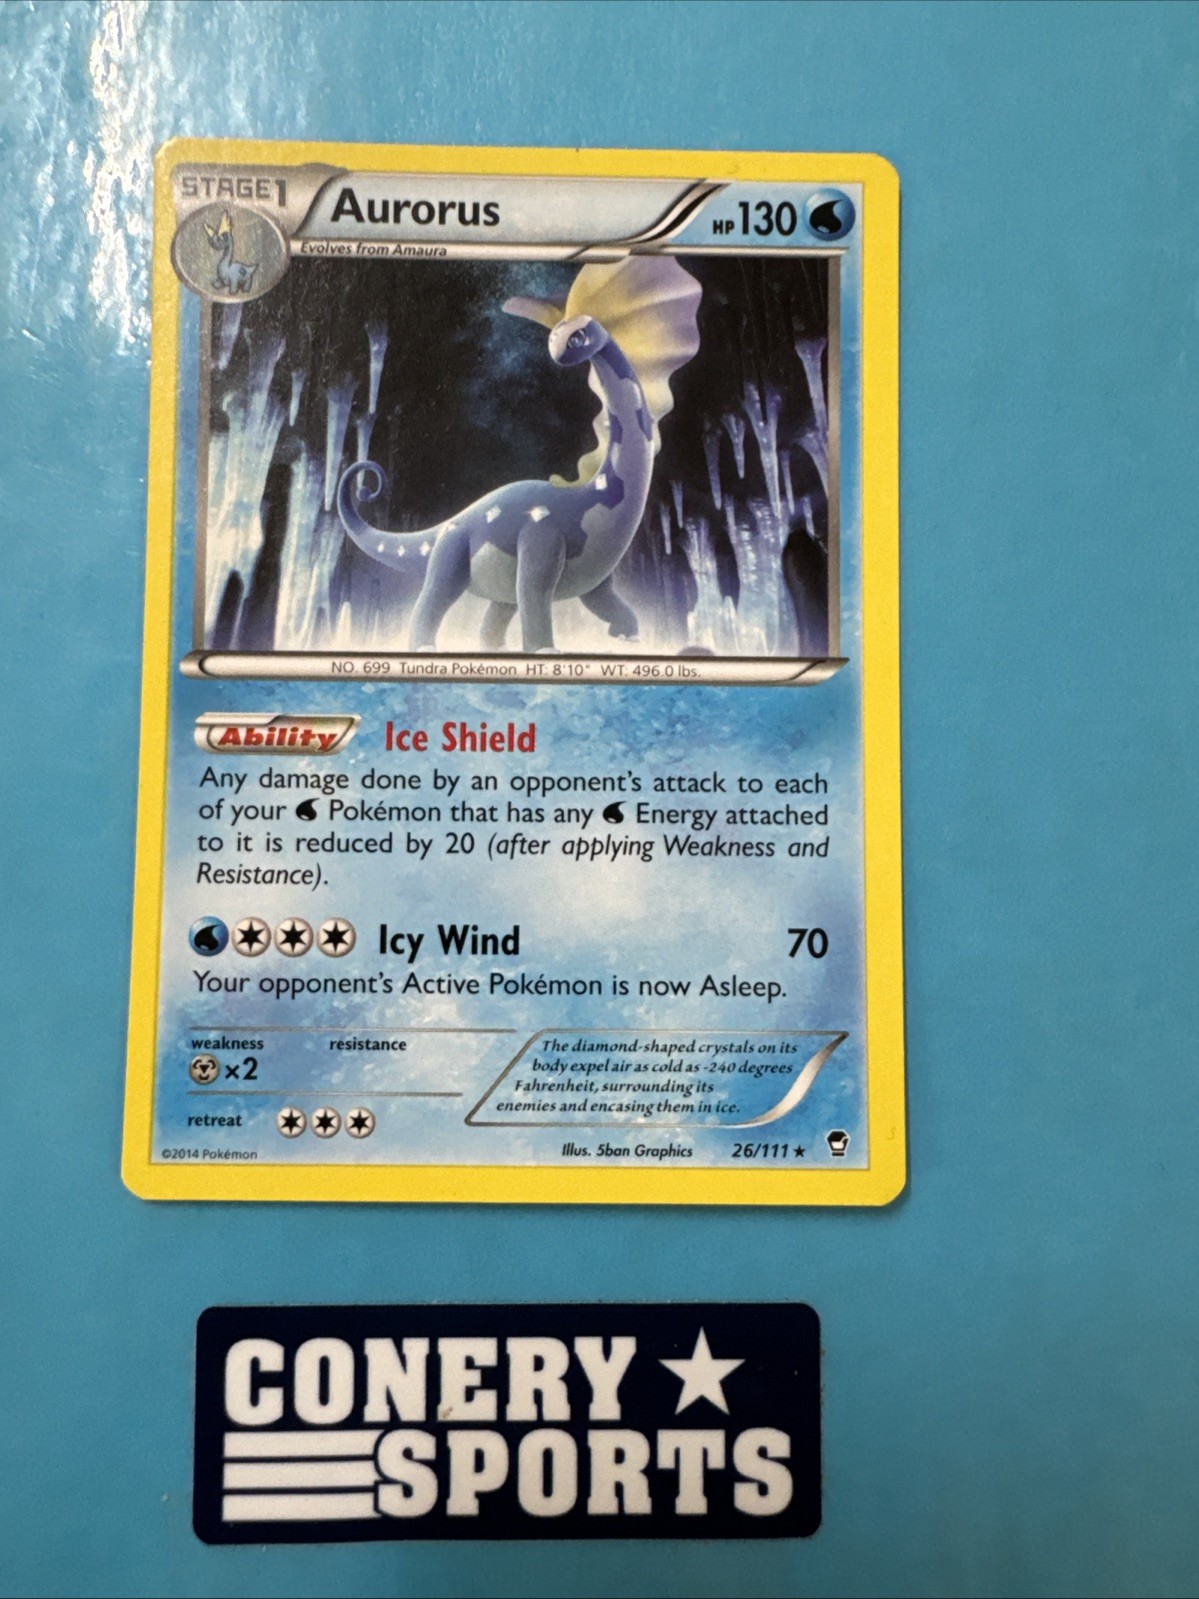 STAGE1
Aurorus
HP 130
Evolves from Amaura
NO. 699 Tundra Pokémon HT: 8'10" WT: 496.0 lbs.
Ability Ice Shield
Any damage done by an opponent's attack to each
of your Pokémon that has any Energy attached
to it is reduced by 20 (after applying Weakness and
Resistance).
Icy Wind 70
Your opponent's Active Pokémon is now Asleep.
weakness resistance
×2
retreat
The diamond-shaped crystals on its
body expel air as cold as -240 degrees
Fahrenheit, surrounding its
enemies and encasing them in ice.
©2014 Pokémon
Illus. 5ban Graphics
26/111 ★
CONERY ★
SPORTS